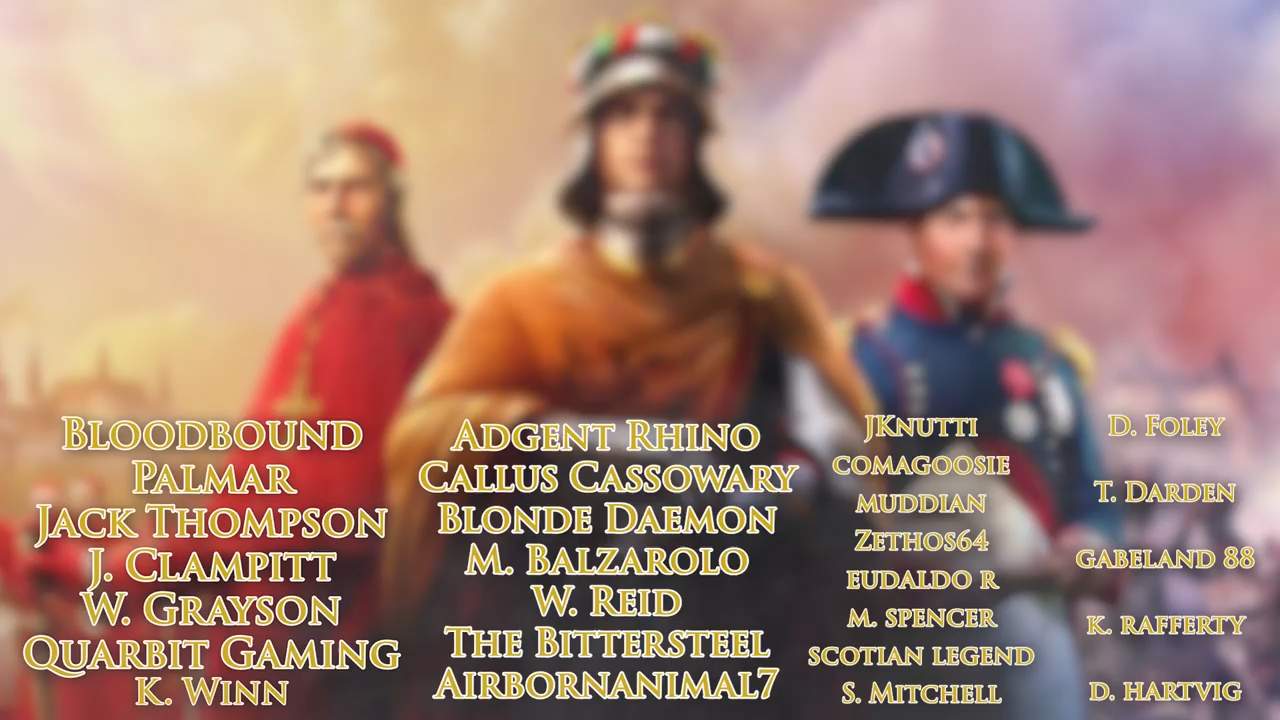 Bloodbound
Palmar
Jack Thompson
J. Clampitt
W. Grayson
Quarbit Gaming
K. Winn
Adgent Rhino
Callus Cassowary
Blonde Daemon
M. Balzarolo
W. Reid
The Bittersteel
Airbornanimal7
JKnutti
comagoosie
muddian
Zethos64
eudaldo r
m. spencer
scotian legend
S. Mitchell
D. Foley
T. Darden
gabeland 88
k. rafferty
d. hartvig